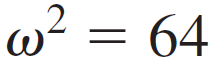 ω² = 64